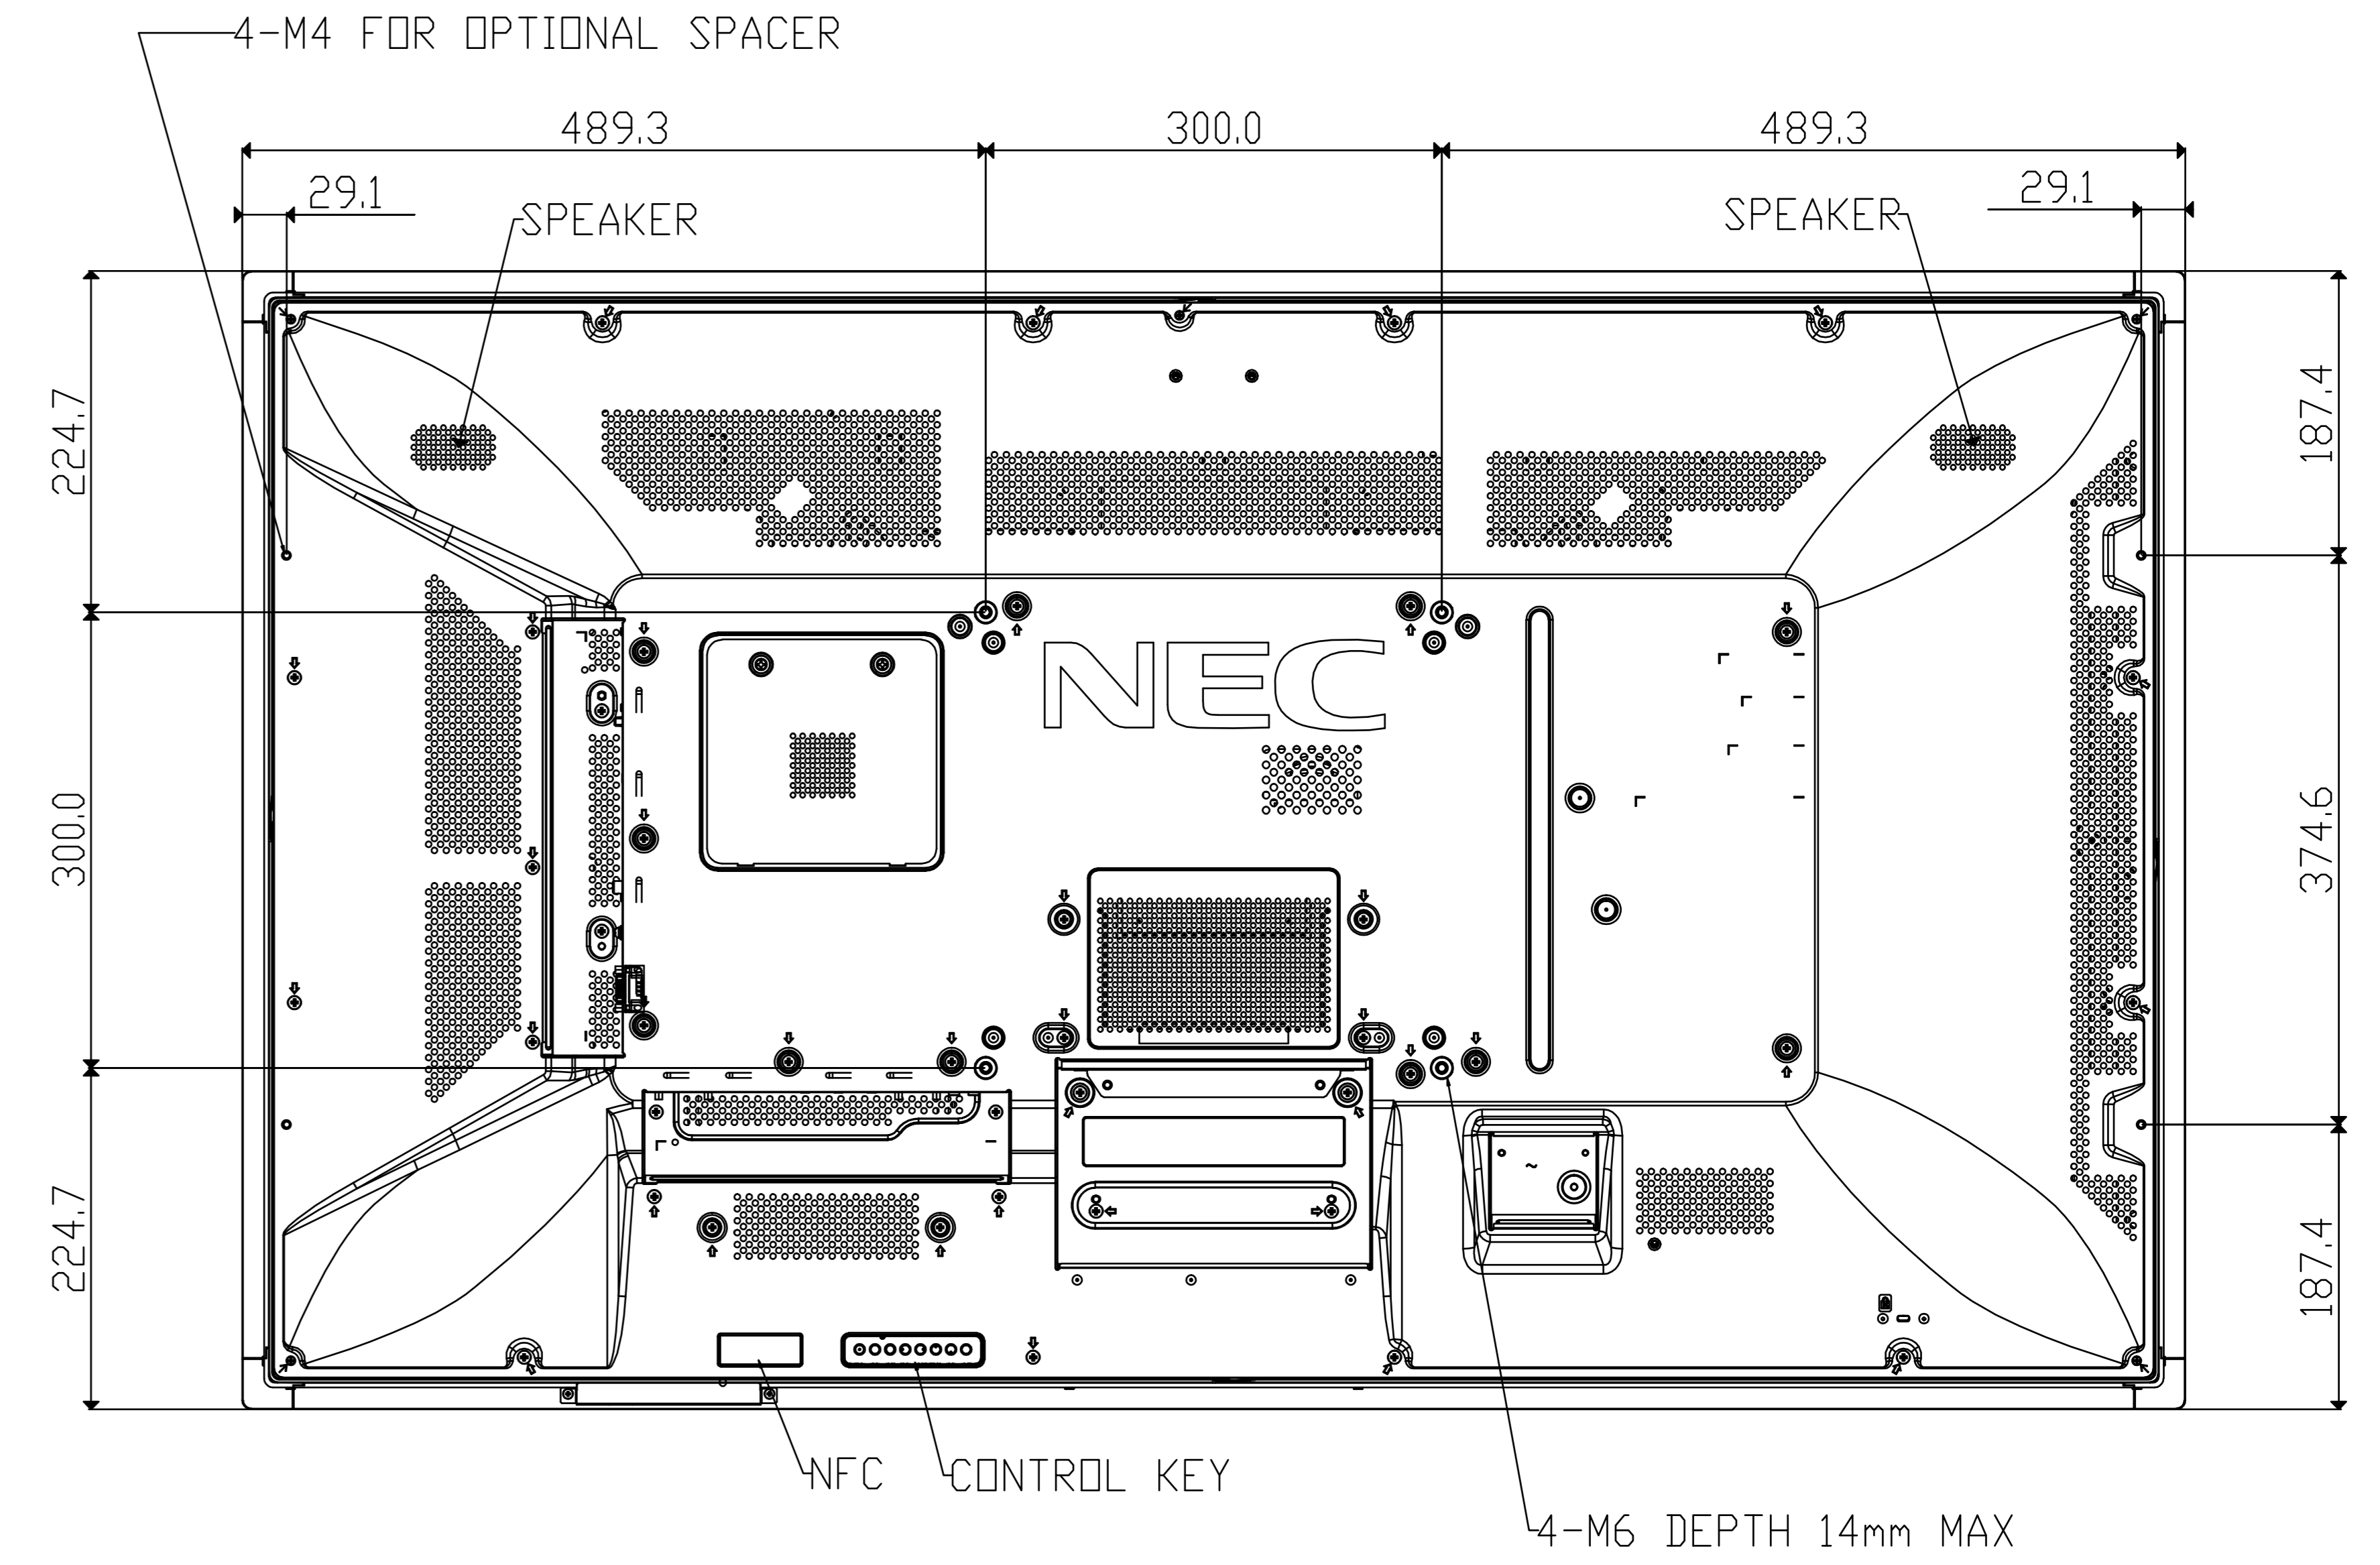 4-M4 FOR OPTIONAL SPACER
489.3
300.0
489.3
29.1
29.1
SPEAKER
SPEAKER
224.7
187.4
NEC
300.0
374.6
~
224.7
187.4
NFC
CONTROL KEY
4-M6 DEPTH 14mm MAX